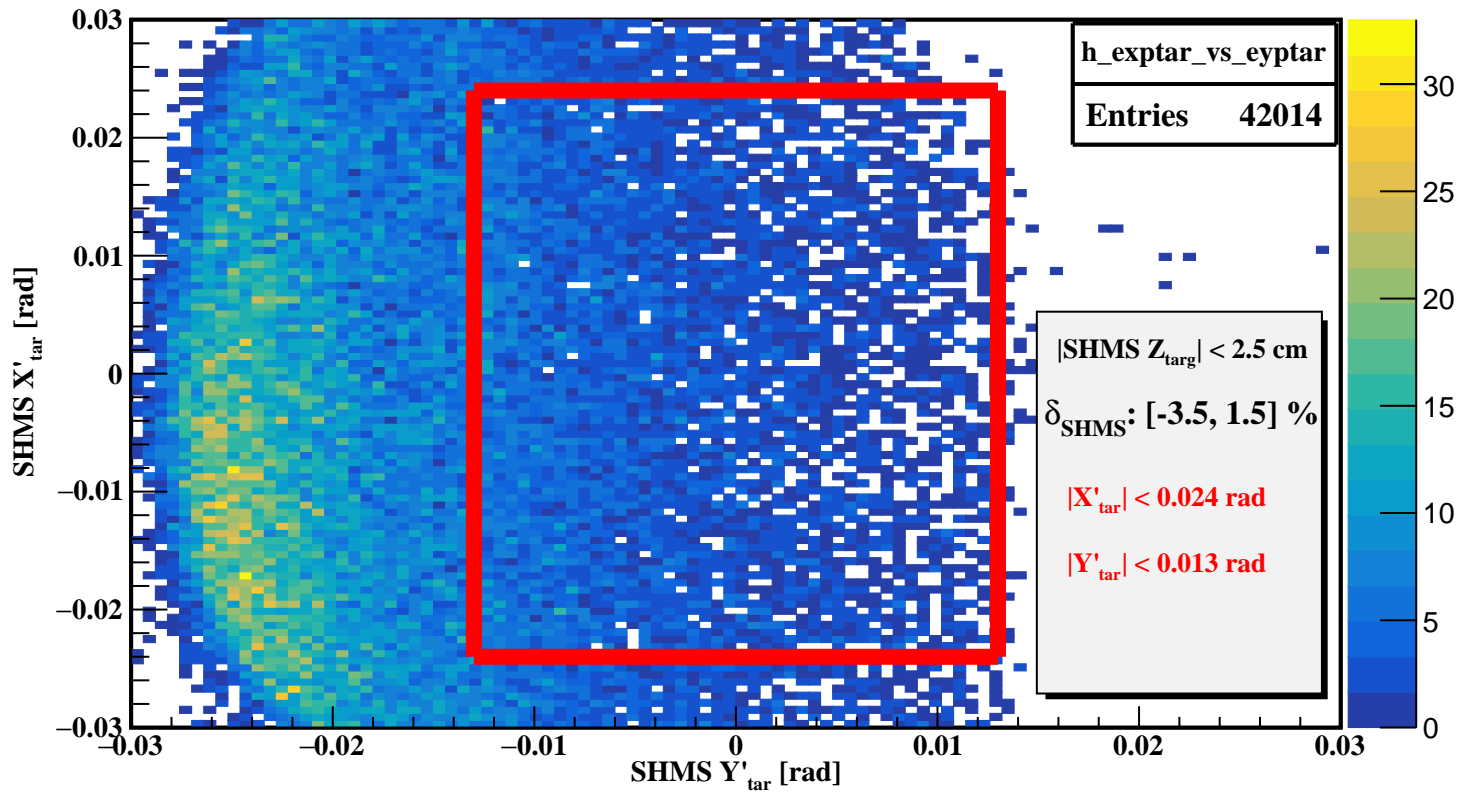 h_exptar_vs_eyptar
Entries 42014
0.03
0.02
0.01
0
−0.01
−0.02
−0.03
SHMS X'tar [rad]
−0.03 −0.02 −0.01 0 0.01 0.02 0.03
SHMS Y'tar [rad]
|SHMS Ztarg| < 2.5 cm
δSHMS: [-3.5, 1.5] %
|X'tar| < 0.024 rad
|Y'tar| < 0.013 rad
30
25
20
15
10
5
0